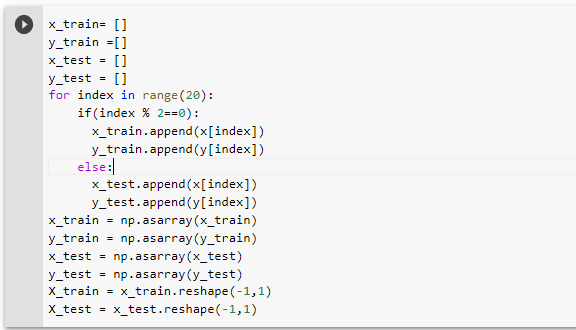 x_train= []
y_train =[]
x_test = []
y_test = []
for index in range(20):
    if(index % 2==0):
      x_train.append(x[index])
      y_train.append(y[index])
    else:
      x_test.append(x[index])
      y_test.append(y[index])
x_train = np.asarray(x_train)
y_train = np.asarray(y_train)
x_test = np.asarray(x_test)
y_test = np.asarray(y_test)
X_train = x_train.reshape(-1,1)
X_test = x_test.reshape(-1,1)